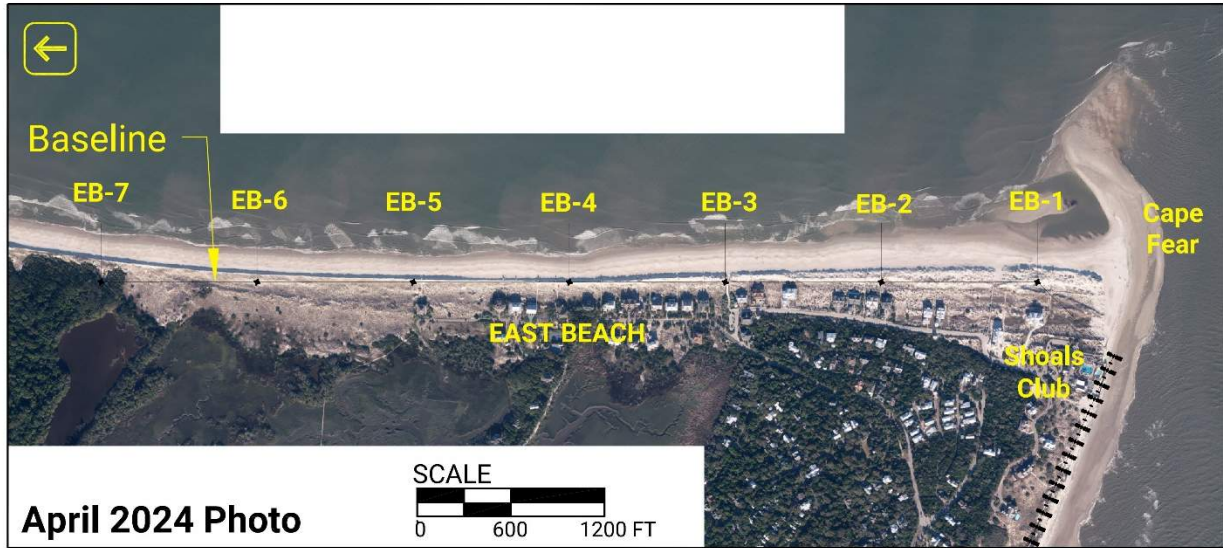 Baseline
EB-7
EB-6
EB-5
EB-4
EB-3
EB-2
EB-1
Cape
Fear
EAST BEACH
Shoals
Club
SCALE
0 600 1200 FT
April 2024 Photo